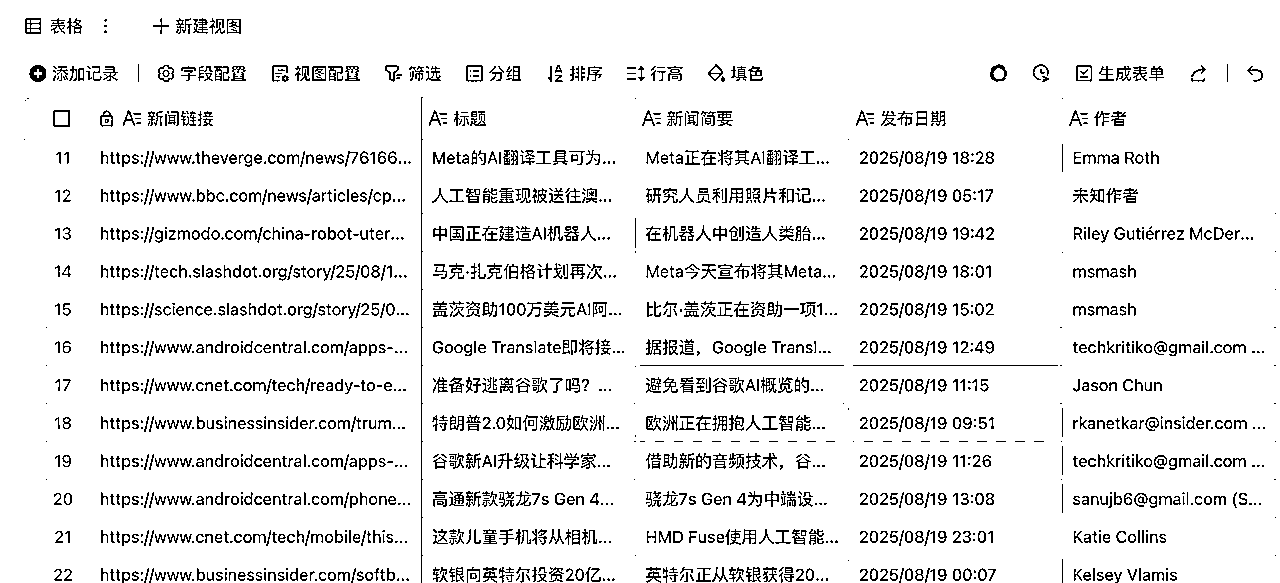 表格 新建视图
添加记录 字段配置 视图配置 筛选 分组 排序 行高 填色 生成表单
新闻链接 标题 新闻简要 发布日期 作者
11 https://www.theverge.com/news/76166... Meta的AI翻译工具可为... Meta正在将其AI翻译工... 2025/08/19 18:28 Emma Roth
12 https://www.bbc.com/news/articles/cp... 人工智能重现被送往澳... 研究人员利用照片和记... 2025/08/19 05:17 未知作者
13 https://gizmodo.com/china-robot-uter... 中国正在建造AI机器人... 在机器人中创造人类胎... 2025/08/19 19:42 Riley Gutiérrez McDer...
14 https://tech.slashdot.org/story/25/08/1... 马克·扎克伯格计划再次... Meta今天宣布将其Meta... 2025/08/19 18:01 msmash
15 https://science.slashdot.org/story/25/0... 盖茨资助100万美元AI阿... 比尔·盖茨正在资助一项1... 2025/08/19 15:02 msmash
16 https://www.androidcentral.com/apps-... Google Translate即将接... 据报道，Google Transl... 2025/08/19 12:49 techkritiko@gmail.com ...
17 https://www.cnet.com/tech/ready-to-e... 准备好逃离谷歌了吗？... 避免看到谷歌AI概览的... 2025/08/19 11:15 Jason Chun
18 https://www.businessinsider.com/trum... 特朗普2.0如何激励欧洲... 欧洲正在拥抱人工智能... 2025/08/19 09:51 rkanetkar@insider.com ...
19 https://www.androidcentral.com/apps-... 谷歌新AI升级让科学家... 借助新的音频技术，谷... 2025/08/19 11:26 techkritiko@gmail.com ...
20 https://www.androidcentral.com/phone... 高通新款骁龙7s Gen 4... 骁龙7s Gen 4为中端设... 2025/08/19 13:08 sanujb6@gmail.com (S...
21 https://www.cnet.com/tech/mobile/this... 这款儿童手机将从相机... HMD Fuse使用人工智能... 2025/08/19 23:01 Katie Collins
22 https://www.businessinsider.com/softb... 软银向英特尔投资20亿... 英特尔正从软银获得20... 2025/08/19 00:07 Kelsey Vlamis